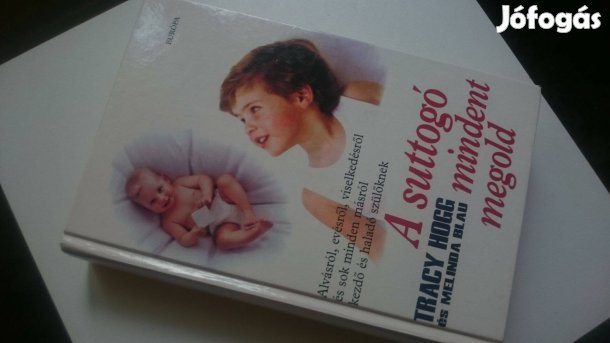 Jófogás
EURÓPA
A suttogó
mindent
megold
TRACY HOGG
és MELINDA BLAU
Alvásról, evésről, viselkedésről
és sok minden másról
kezdő és haladó szülőknek